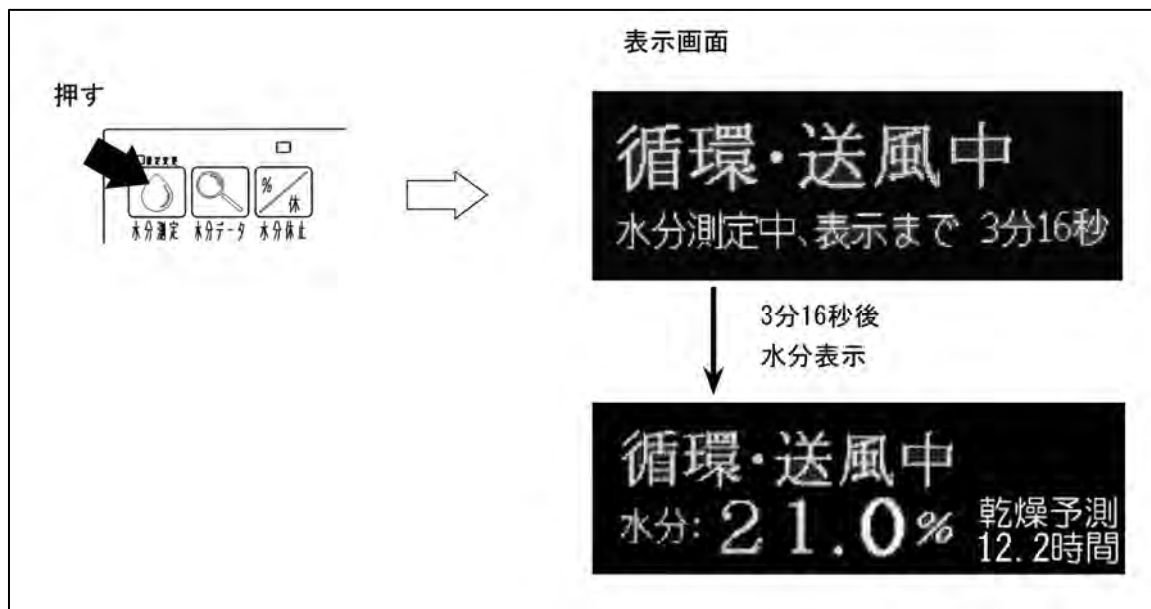 表示画面
押す
%
休
水分測定 水分データ 水分休止
循環・送風中
水分測定中、表示まで 3分16秒
3分16秒後
水分表示
循環・送風中
水分: 21.0% 乾燥予測
12.2時間